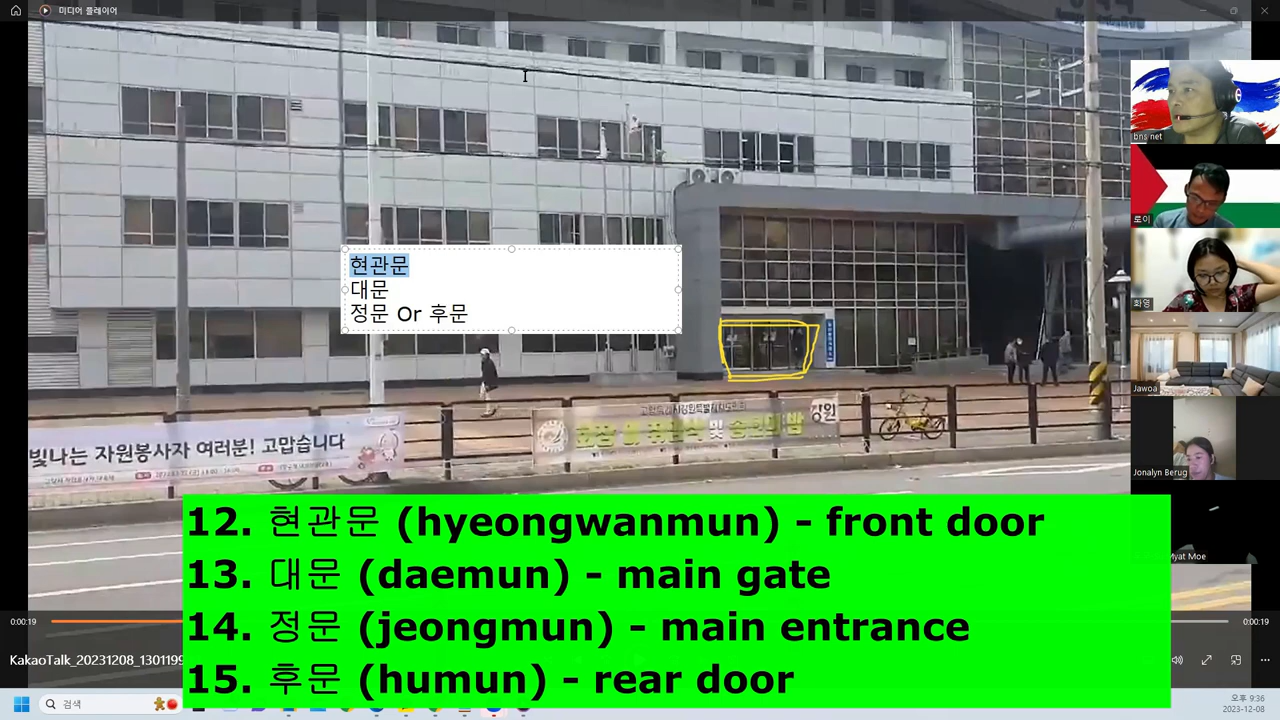 미디어 플레이어
현관문
대문
정문 Or 후문
bns net
토이
화영
Jawoa
Jonalyn Berug
Myat Moe
강원
빛나는 자원봉사자 여러분! 고맙습니다
12. 현관문 (hyeongwanmun) - front door
13. 대문 (daemun) - main gate
14. 정문 (jeongmun) - main entrance
15. 후문 (humun) - rear door
0:00:19
0:00:19
KakaoTalk_20231208_1301199
검색
오후 9:36
2023-12-08